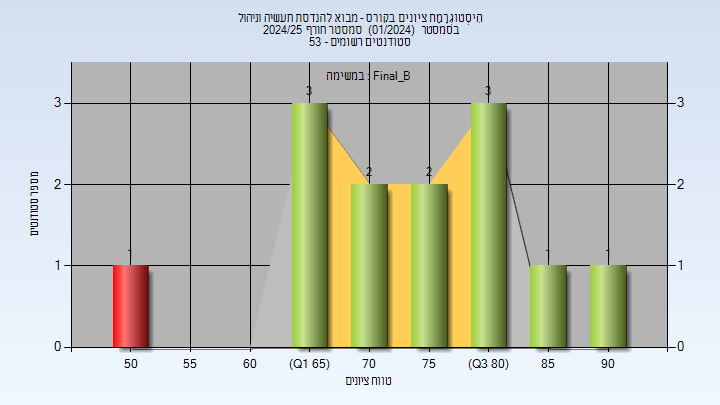 היסטוגרמת ציונים בקורס - מבוא להנדסת תעשיה וניהול
בסמסטר (01/2024) סמסטר חורף 2024/25
סטודנטים רשומים - 53
במשימה : Final_B
3 3 2 2 1 1 1
מספר סטודנטים
3 2 1 0
3 2 1 0
50 55 60 (Q1 65) 70 75 (Q3 80) 85 90
טווח ציונים